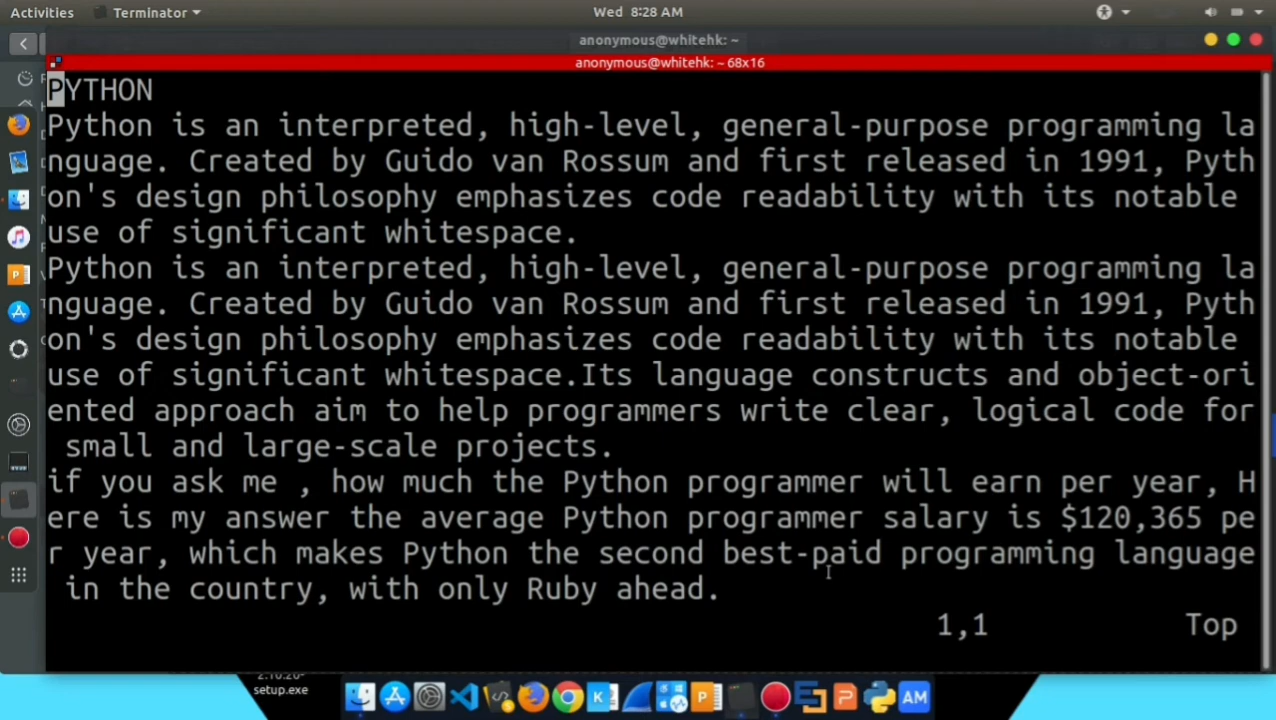 Activities Terminator Wed 8:28 AM
anonymous@whitehk: ~
anonymous@whitehk: ~ 68x16
PYTHON
Python is an interpreted, high-level, general-purpose programming la
nguage. Created by Guido van Rossum and first released in 1991, Pyth
on's design philosophy emphasizes code readability with its notable
use of significant whitespace.
Python is an interpreted, high-level, general-purpose programming la
nguage. Created by Guido van Rossum and first released in 1991, Pyth
on's design philosophy emphasizes code readability with its notable
use of significant whitespace.Its language constructs and object-ori
ented approach aim to help programmers write clear, logical code for
small and large-scale projects.
if you ask me , how much the Python programmer will earn per year, H
ere is my answer the average Python programmer salary is $120,365 pe
r year, which makes Python the second best-paid programming language
in the country, with only Ruby ahead.
1,1 Top
setup.exe